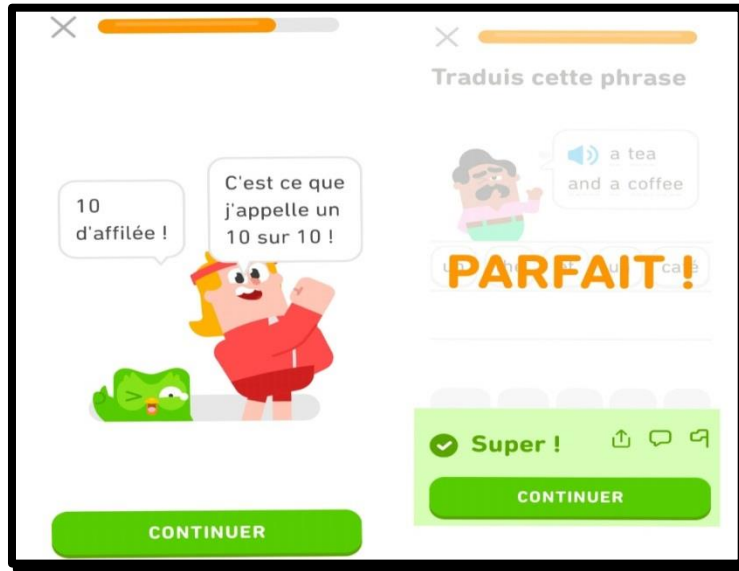 10
d'affilée !
C'est ce que
j'appelle un
10 sur 10 !
CONTINUER
Traduis cette phrase
a tea
and a coffee
PARFAIT !
café
Super !
CONTINUER